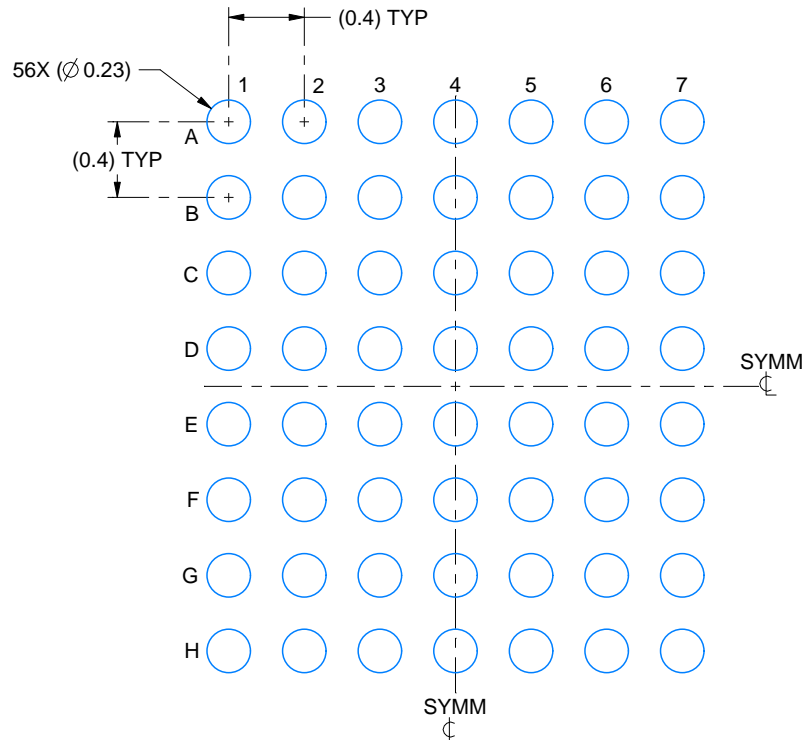 (0.4) TYP
56X (∅ 0.23)
1 2 3 4 5 6 7
A
(0.4) TYP
B
C
D
SYMM
℄
E
F
G
H
SYMM
℄